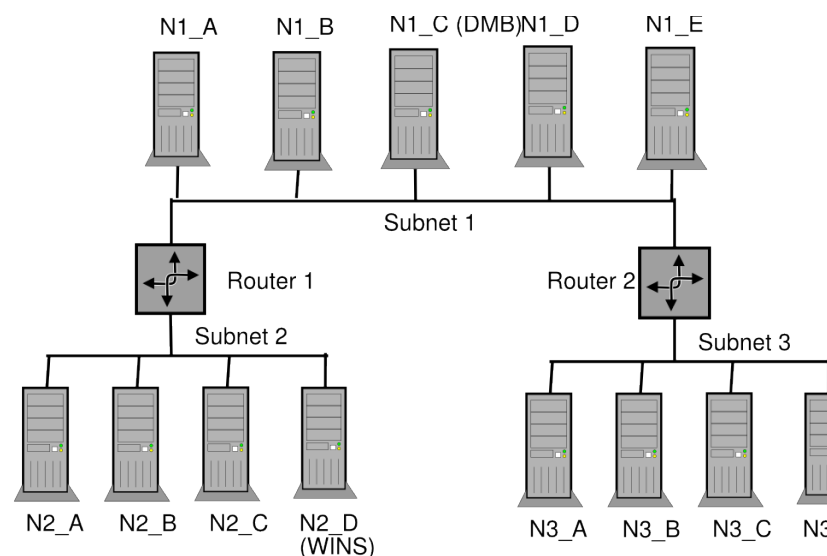 N1_A N1_B N1_C (DMB) N1_D N1_E
Subnet 1
Router 1 Router 2
Subnet 2 Subnet 3
N2_A N2_B N2_C N2_D
(WINS)
N3_A N3_B N3_C